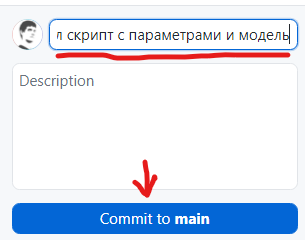 л скрипт с параметрами и модель
Description
Commit to main